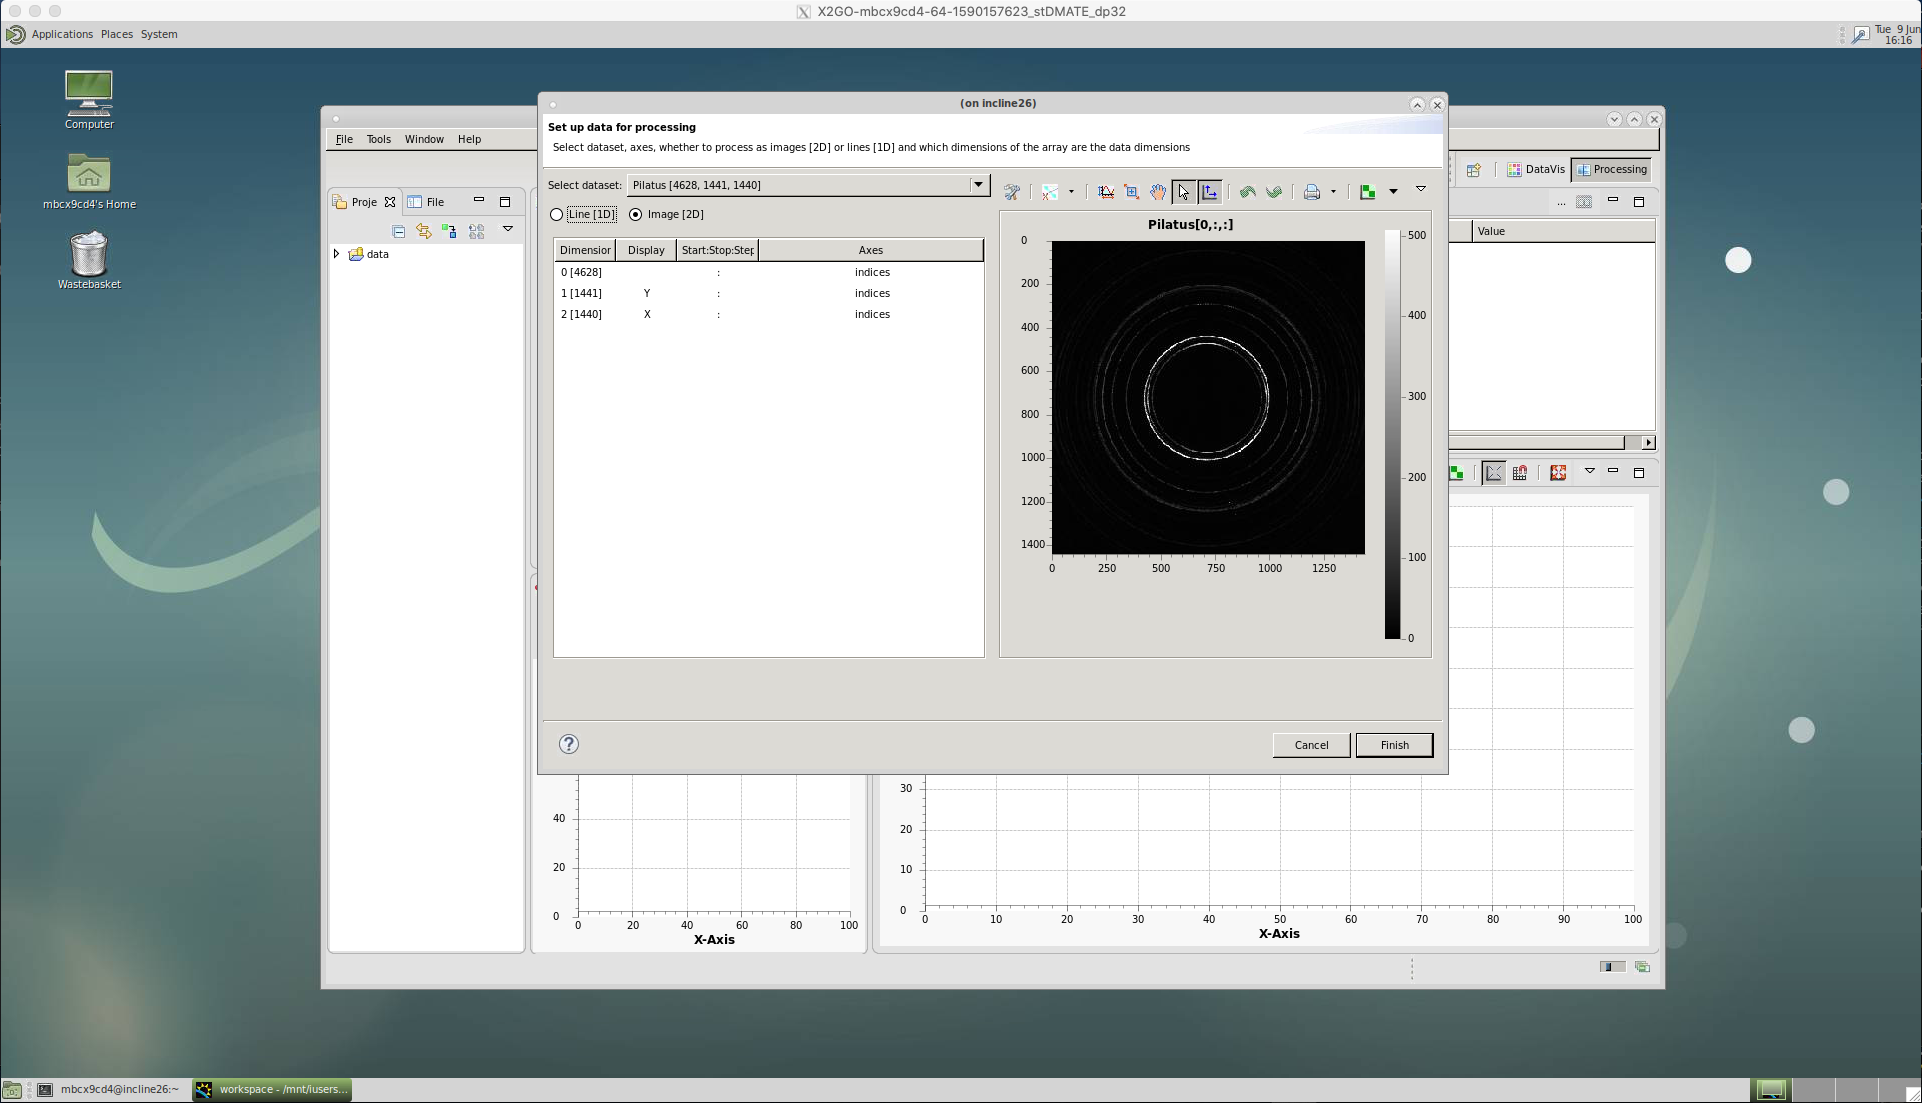 X2GO-mbcx9cd4-64-1590157623_stDMATE_dp32
Applications Places System
Tue 9 Jun
16:16
Computer
mbcx9cd4's Home
Wastebasket
(on incline26)
Set up data for processing
Select dataset, axes, whether to process as images [2D] or lines [1D] and which dimensions of the array are the data dimensions
Select dataset: Pilatus [4628, 1441, 1440]
Line [1D] Image [2D]
Dimension Display Start:Stop:Step Axes
0 [4628] : indices
1 [1441] Y : indices
2 [1440] X : indices
Pilatus[0,:,:]
0
200
400
600
800
1000
1200
1400
0 250 500 750 1000 1250
500
400
300
200
100
0
Cancel Finish
File Tools Window Help
Proje File
data
DataVis Processing
...
Value
40
20
0
0 20 40 60 80 100
X-Axis
30
20
10
0
0 10 20 30 40 50 60 70 80 90 100
X-Axis
mbcx9cd4@incline26:~
workspace - /mnt/iusers...